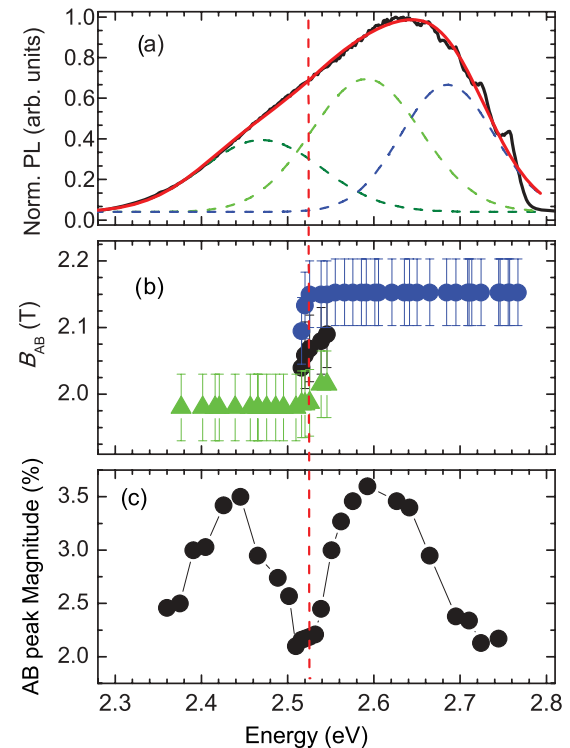 (a)
Norm. PL (arb. units)
1.0
0.8
0.6
0.4
0.2
0.0
(b)
B_AB (T)
2.2
2.1
2.0
(c)
AB peak Magnitude (%)
3.5
3.0
2.5
2.0
2.3 2.4 2.5 2.6 2.7 2.8
Energy (eV)